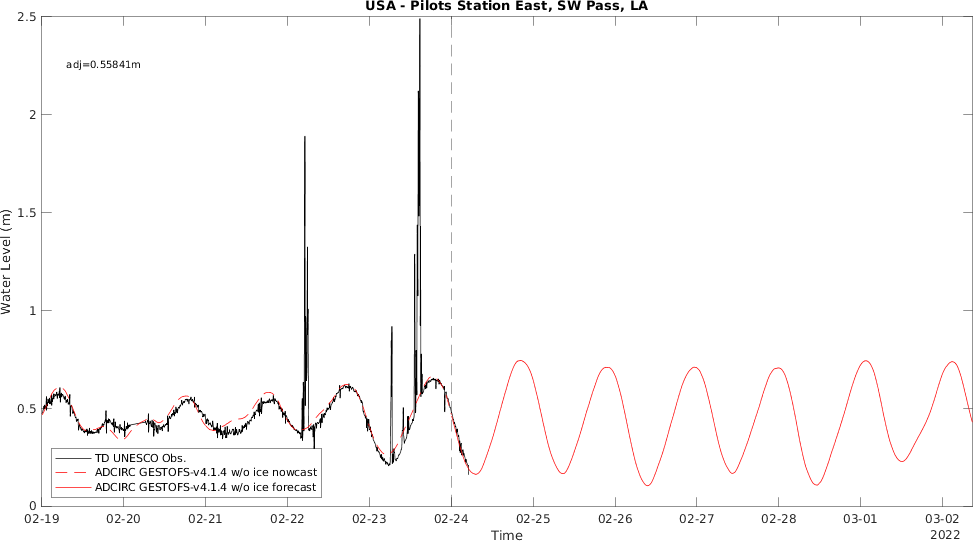 USA - Pilots Station East, SW Pass, LA
2.5
adj=0.55841m
2
1.5
Water Level (m)
1
0.5
TD UNESCO Obs.
ADCIRC GESTOFS-v4.1.4 w/o ice nowcast
ADCIRC GESTOFS-v4.1.4 w/o ice forecast
0
02-19 02-20 02-21 02-22 02-23 02-24 02-25 02-26 02-27 02-28 03-01 03-02
Time 2022